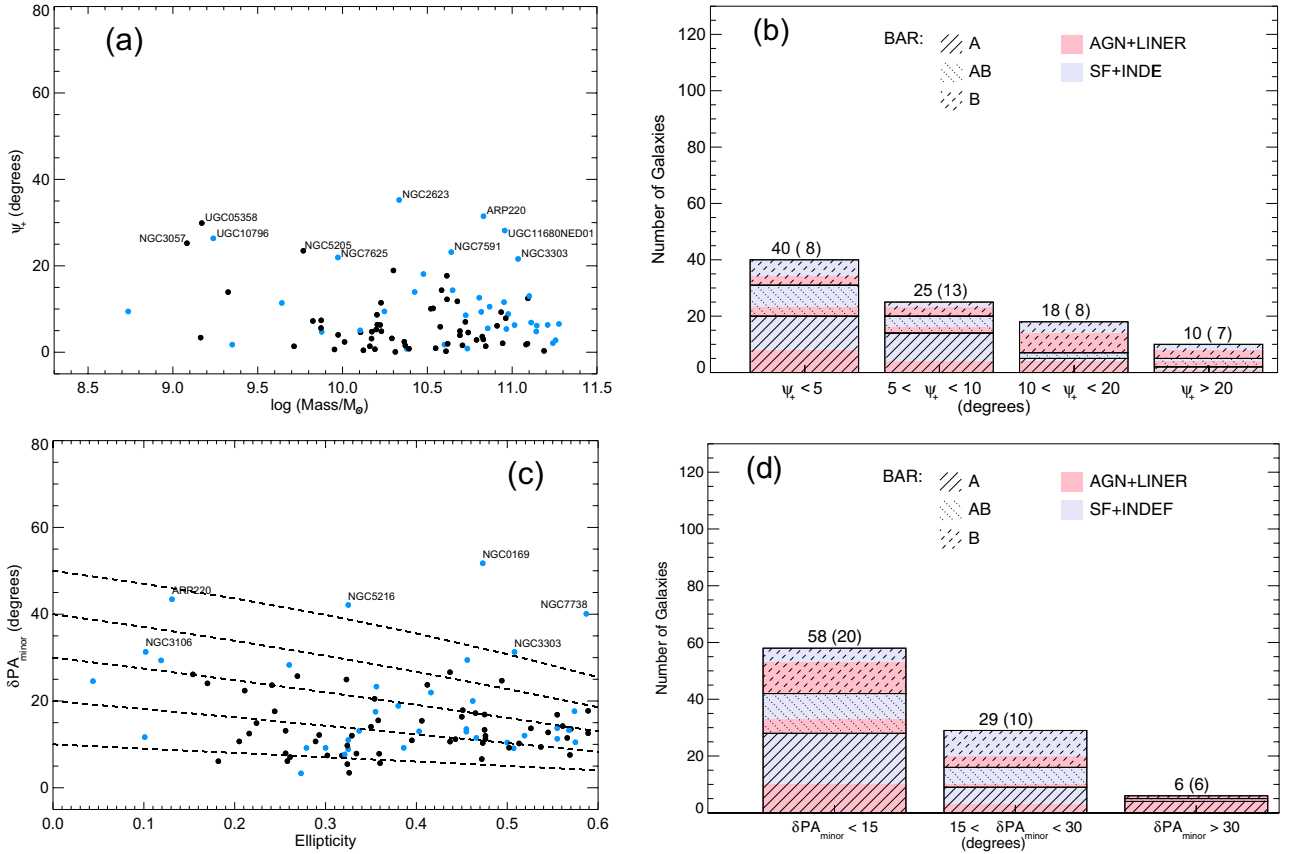 (a)
80
60
40
20
0
ψ+ (degrees)
NGC2623
ARP220
UGC05358
UGC10796
NGC3057
UGC11680NED01
NGC5205
NGC7625
NGC7591
NGC3303
8.5 9.0 9.5 10.0 10.5 11.0 11.5
log (Mass/M⊙)
(b)
120
100
80
60
40
20
0
Number of Galaxies
BAR: A AGN+LINER
AB SF+INDE
B
40 ( 8)
25 (13)
18 ( 8)
10 ( 7)
ψ+ < 5 5 < ψ+ < 10 10 < ψ+ < 20 ψ+ > 20
(degrees)
(c)
80
60
40
20
0
δPAminor (degrees)
NGC0169
ARP220
NGC5216
NGC7738
NGC3106
NGC3303
0.0 0.1 0.2 0.3 0.4 0.5 0.6
Ellipticity
(d)
120
100
80
60
40
20
0
Number of Galaxies
BAR: A AGN+LINER
AB SF+INDEF
B
58 (20)
29 (10)
6 (6)
δPAminor < 15 15 < δPAminor < 30 δPAminor > 30
(degrees)